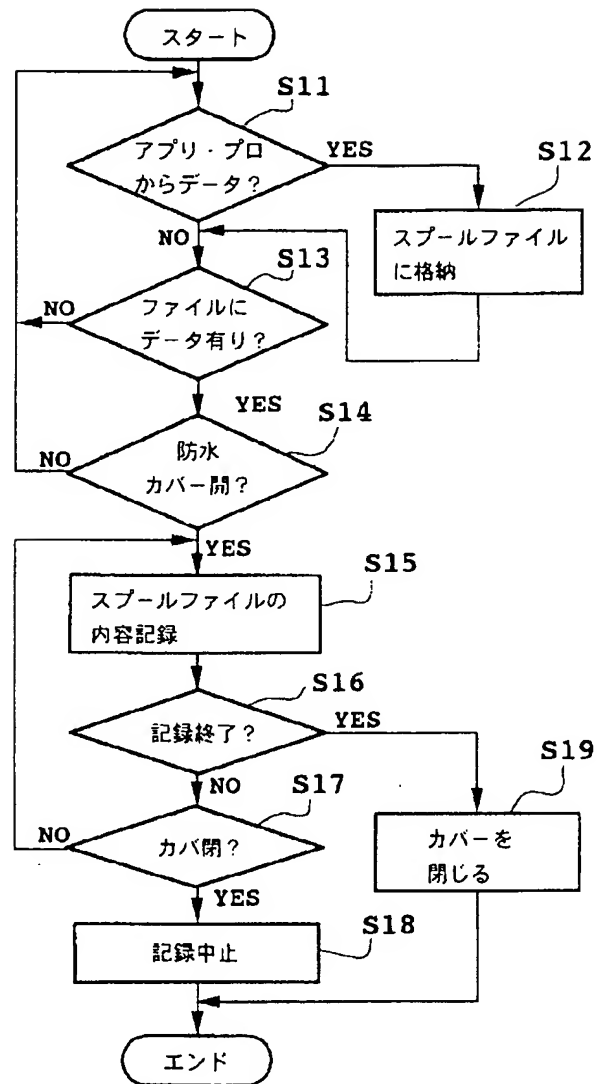 スタート
S11
アプリ・プロ
からデータ？
YES
S12
スプールファイル
に格納
NO
S13
ファイルに
データ有り？
NO
YES
S14
防水
カバー開？
NO
YES
S15
スプールファイルの
内容記録
S16
記録終了？
YES
S19
カバーを
閉じる
NO
S17
カバ閉？
NO
YES
S18
記録中止
エンド